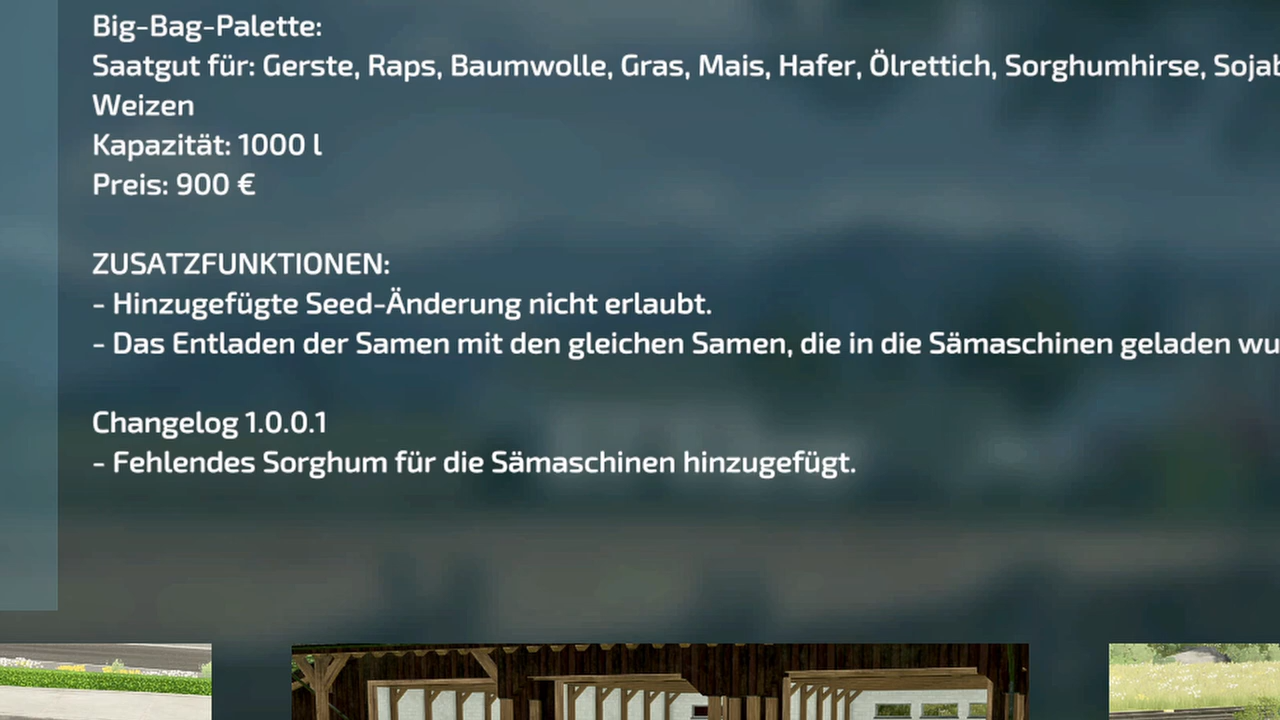 Big-Bag-Palette:
Saatgut für: Gerste, Raps, Baumwolle, Gras, Mais, Hafer, Ölrettich, Sorghumhirse,
Weizen
Kapazität: 1000 l
Preis: 900 €
ZUSATZFUNKTIONEN:
- Hinzugefügte Seed-Änderung nicht erlaubt.
- Das Entladen der Samen mit den gleichen Samen, die in die Sämaschinen geladen
Changelog 1.0.0.1
- Fehlendes Sorghum für die Sämaschinen hinzugefügt.